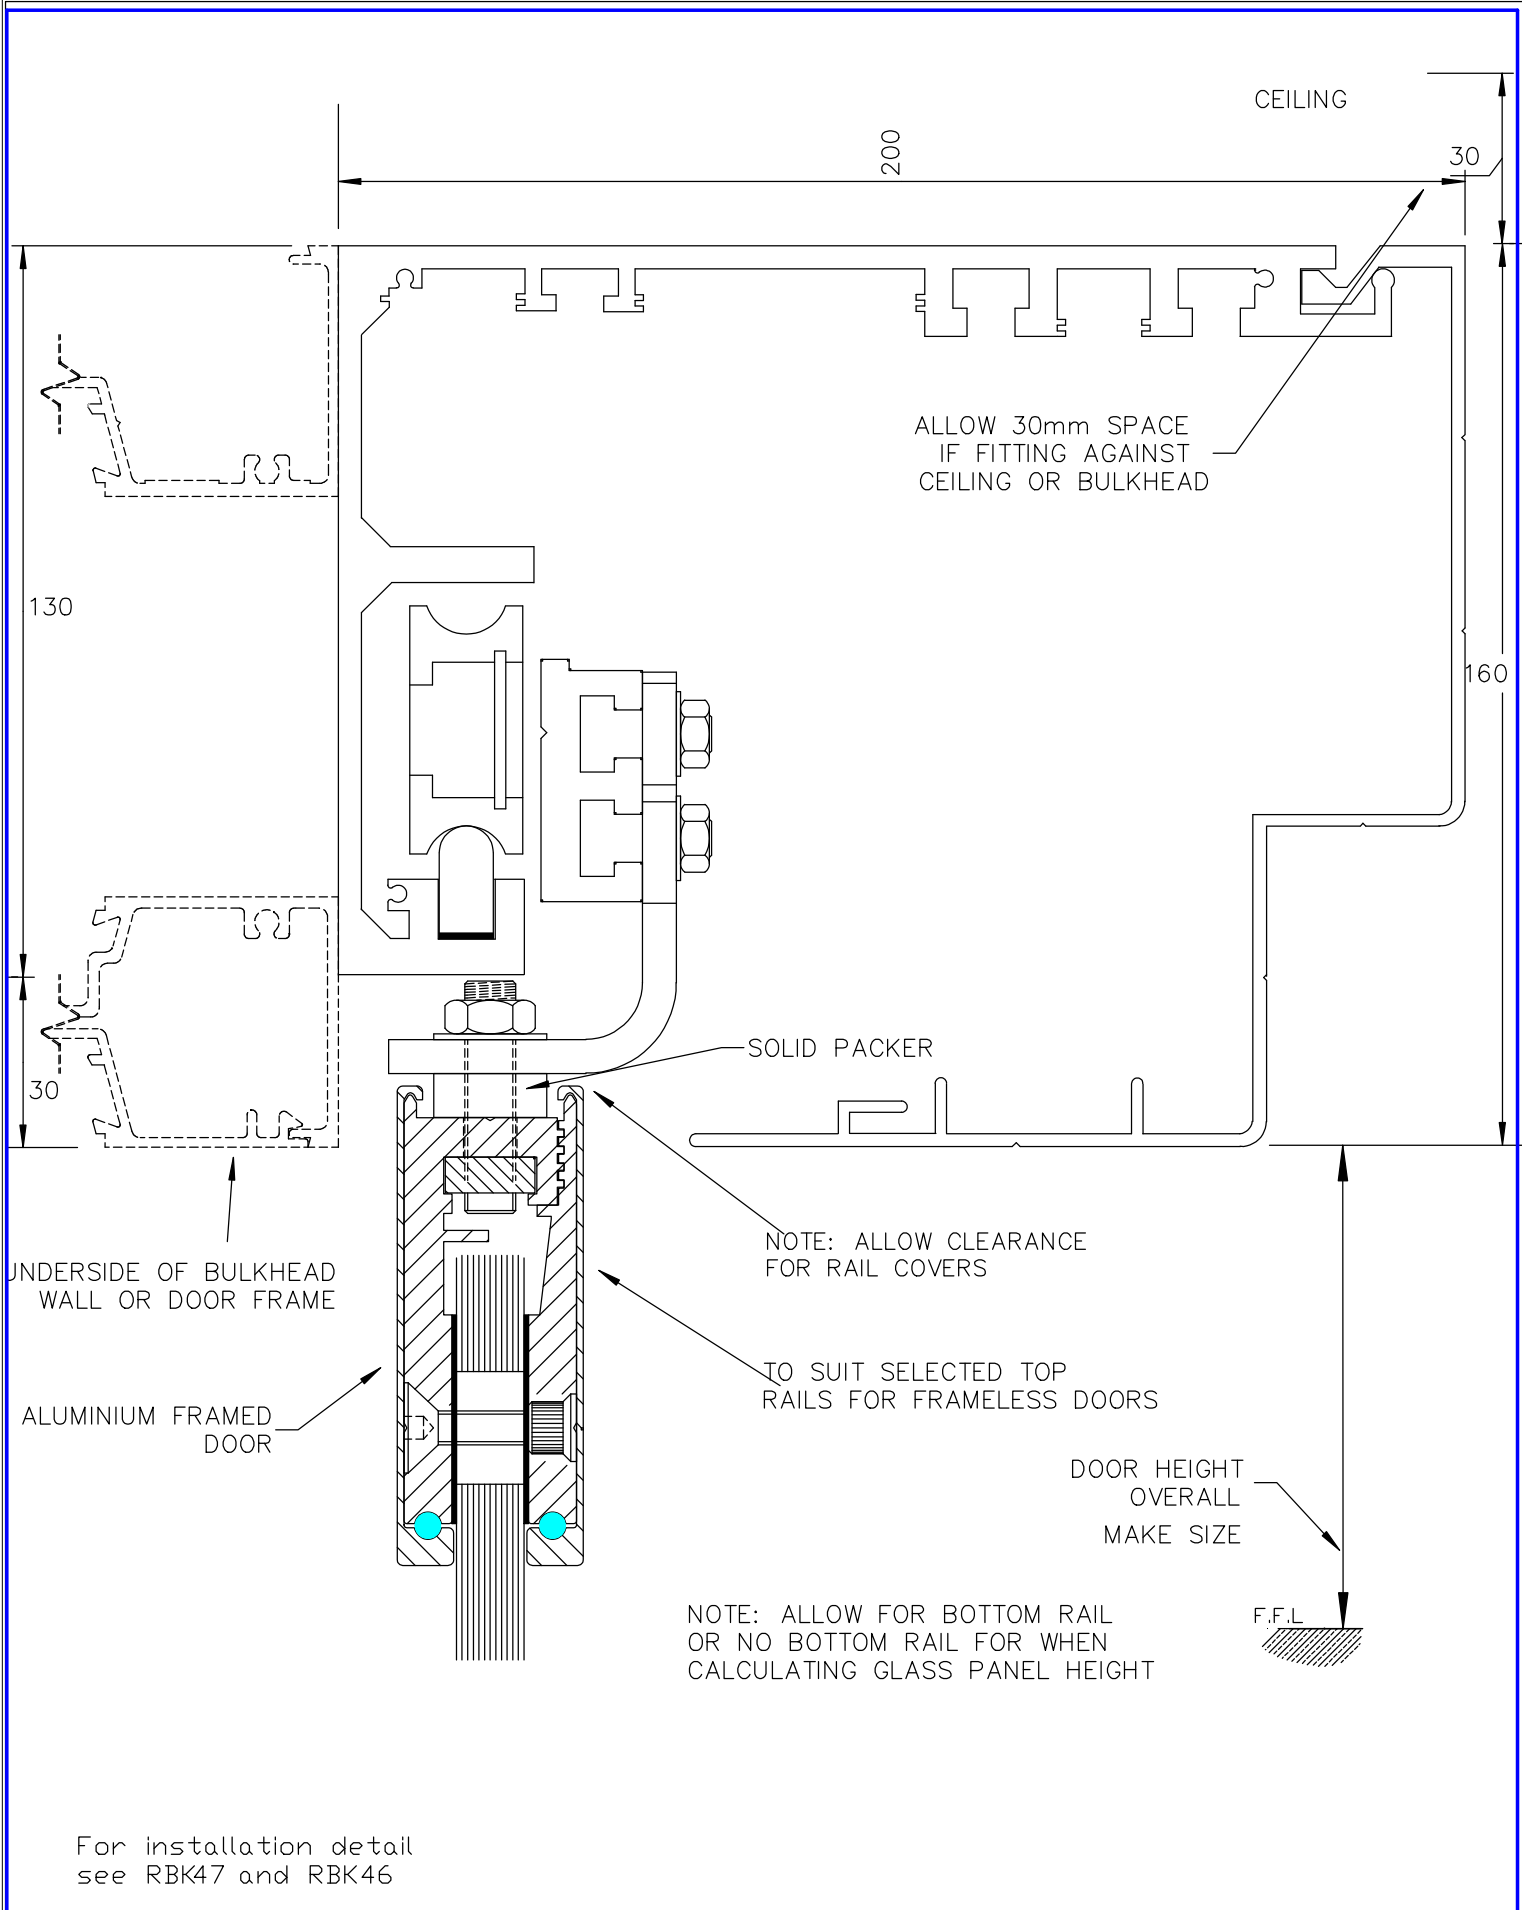 CEILING
200
30
ALLOW 30mm SPACE
IF FITTING AGAINST
CEILING OR BULKHEAD
130
160
SOLID PACKER
30
NOTE: ALLOW CLEARANCE
FOR RAIL COVERS
UNDERSIDE OF BULKHEAD
WALL OR DOOR FRAME
TO SUIT SELECTED TOP
RAILS FOR FRAMELESS DOORS
ALUMINIUM FRAMED
DOOR
DOOR HEIGHT
OVERALL
MAKE SIZE
NOTE: ALLOW FOR BOTTOM RAIL
OR NO BOTTOM RAIL FOR WHEN
CALCULATING GLASS PANEL HEIGHT
F.F.L
For installation detail
see RBK47 and RBK46